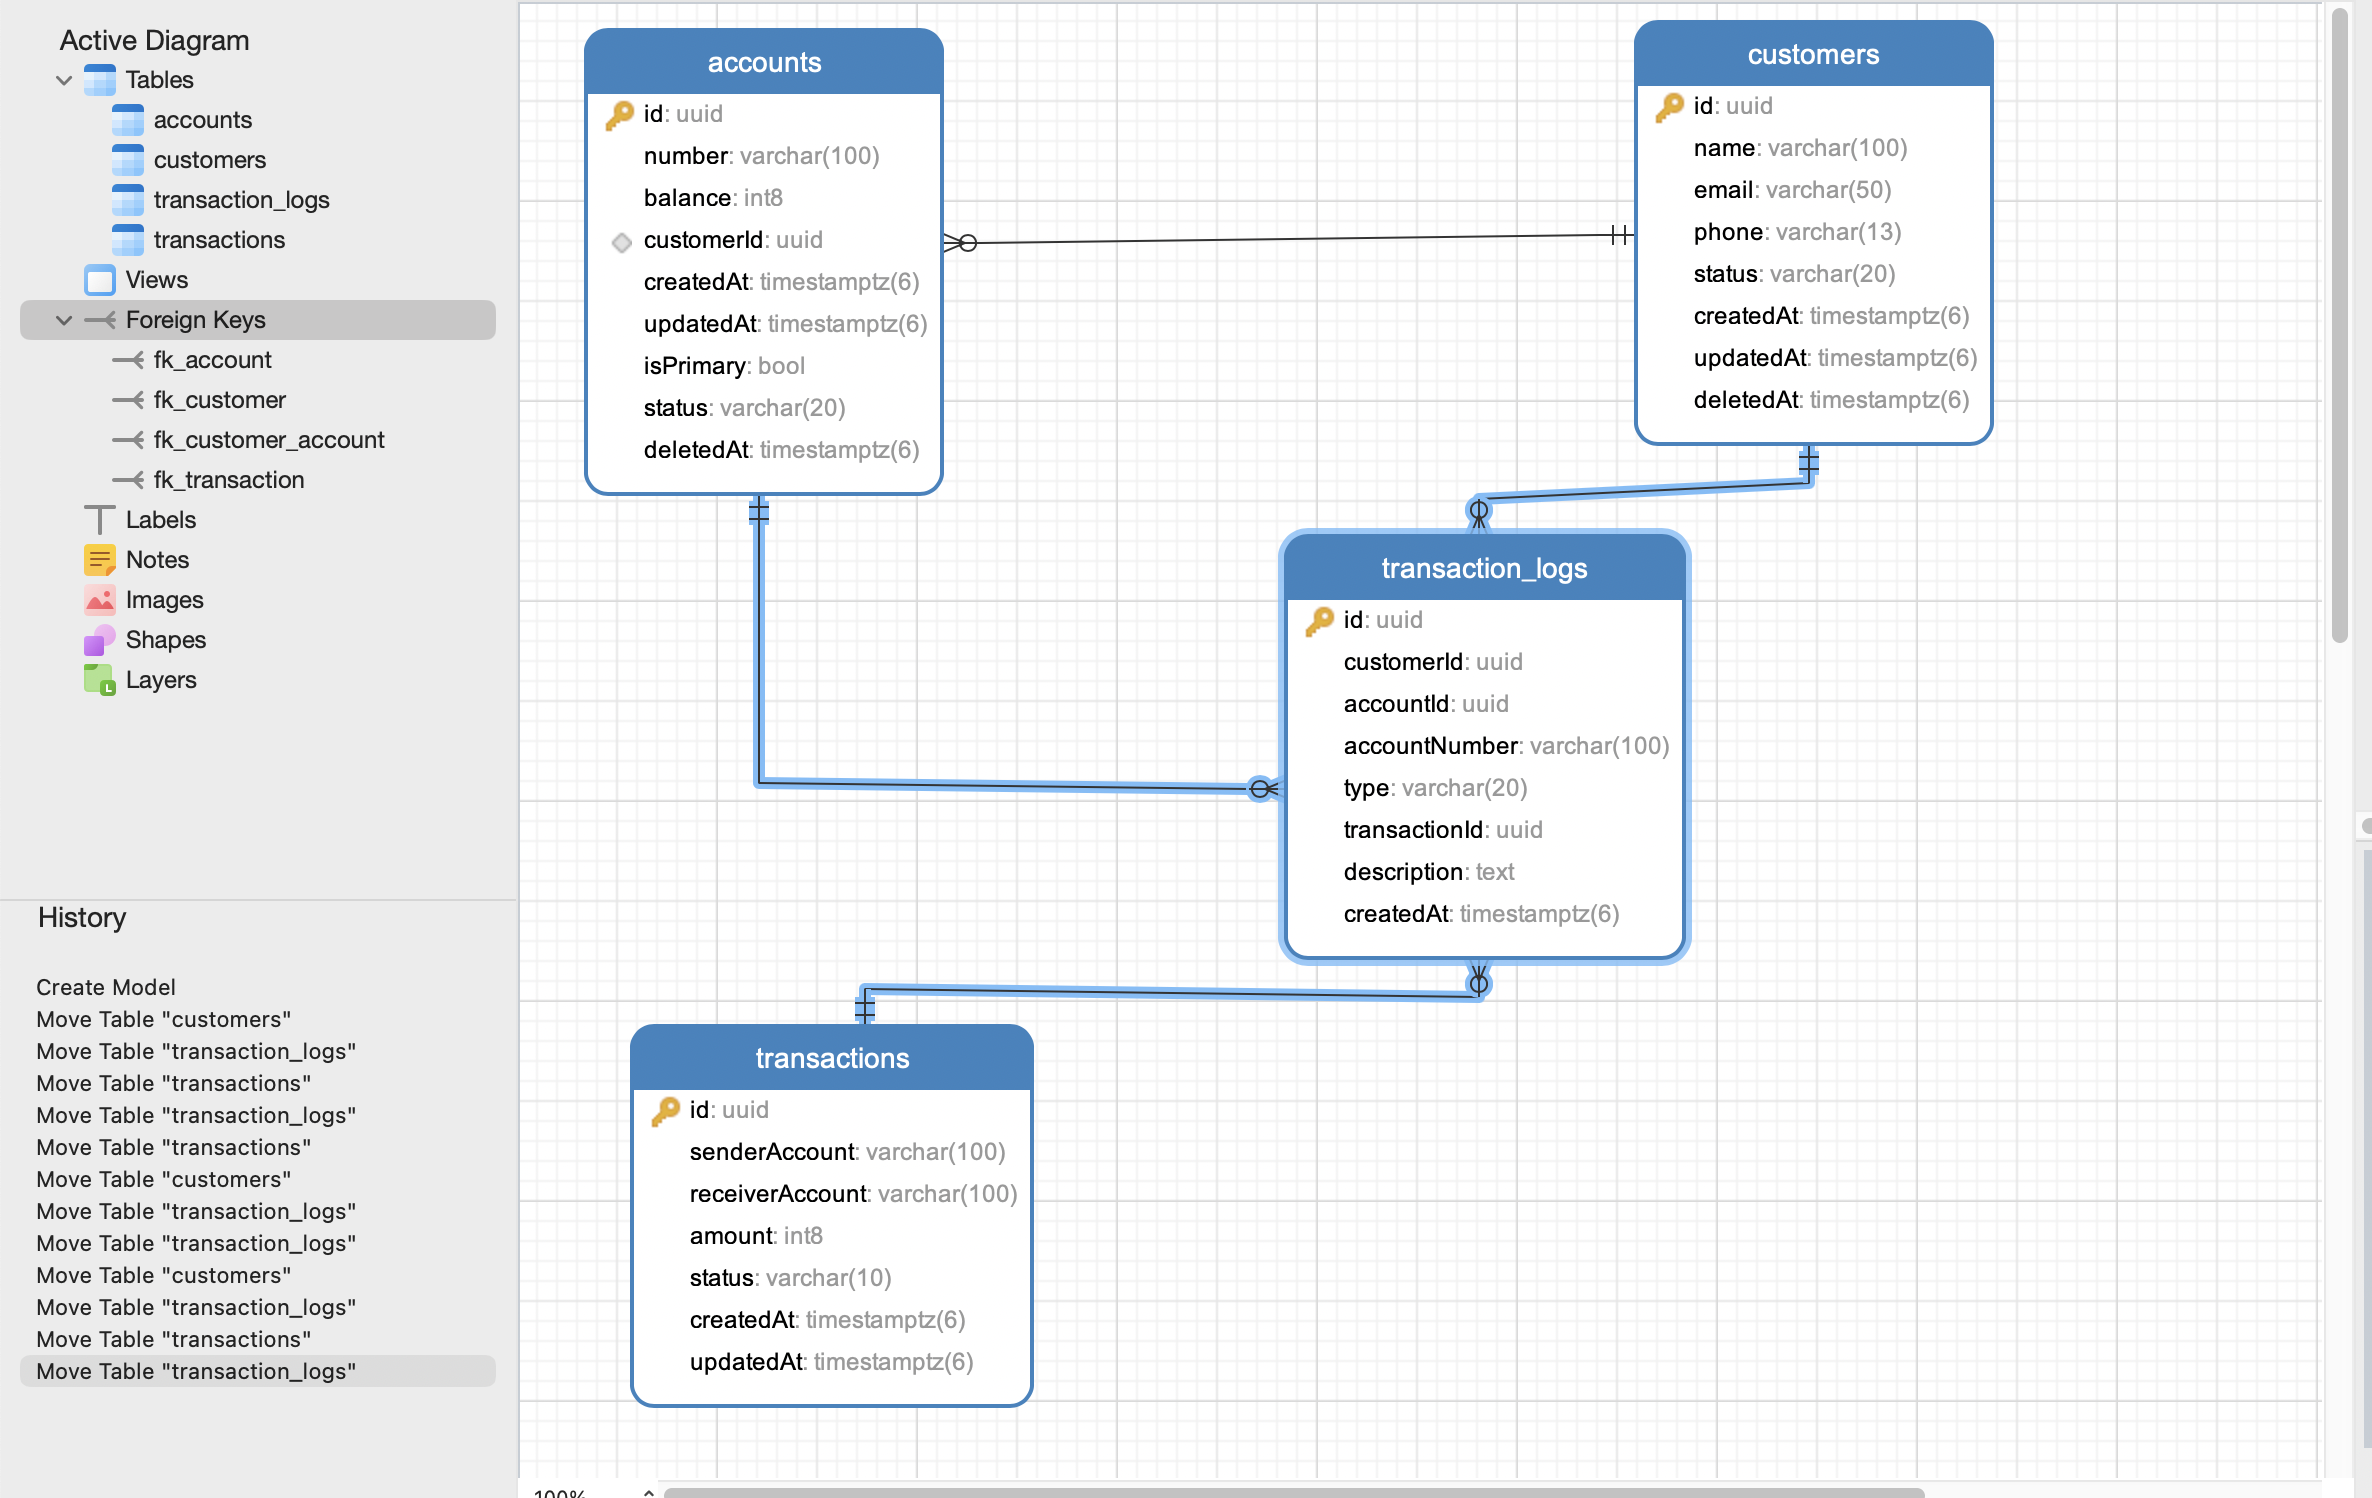 Active Diagram
Tables
accounts
customers
transaction_logs
transactions
Views
Foreign Keys
fk_account
fk_customer
fk_customer_account
fk_transaction
Labels
Notes
Images
Shapes
L
Layers
History
Create Model
Move Table "customers"
Move Table "transaction_logs"
Move Table "transactions"
Move Table "transaction_logs"
Move Table "transactions"
Move Table "customers"
Move Table "transaction_logs"
Move Table "transaction_logs"
Move Table "customers"
Move Table "transaction_logs"
Move Table "transactions"
Move Table "transaction_logs"
accounts
id: uuid
number: varchar(100)
balance: int8
customerId: uuid
createdAt: timestamptz(6)
updatedAt: timestamptz(6)
isPrimary: bool
status: varchar(20)
deletedAt: timestamptz(6)
customers
id: uuid
name: varchar(100)
email: varchar(50)
phone: varchar(13)
status: varchar(20)
createdAt: timestamptz(6)
updatedAt: timestamptz(6)
deletedAt: timestamptz(6)
transaction_logs
id: uuid
customerId: uuid
accountId: uuid
accountNumber: varchar(100)
type: varchar(20)
transactionId: uuid
description: text
createdAt: timestamptz(6)
transactions
id: uuid
senderAccount: varchar(100)
receiverAccount: varchar(100)
amount: int8
status: varchar(10)
createdAt: timestamptz(6)
updatedAt: timestamptz(6)
100%